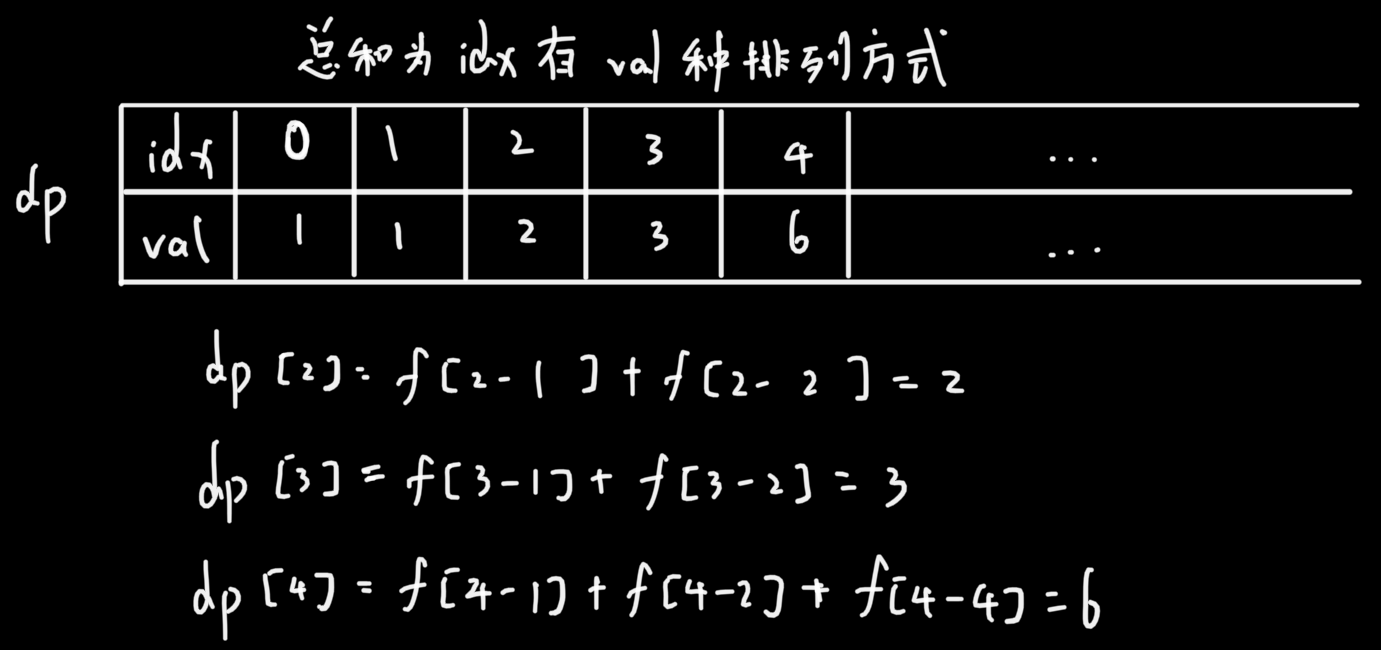 总和为 idx 有 val 种排列方式
dp
idx 0 1 2 3 4 ...
val 1 1 2 3 6 ...
dp[2]=f[2-1]+f[2-2]=2
dp[3]=f[3-1]+f[3-2]=3
dp[4]=f[4-1]+f[4-2]+f[4-4]=6